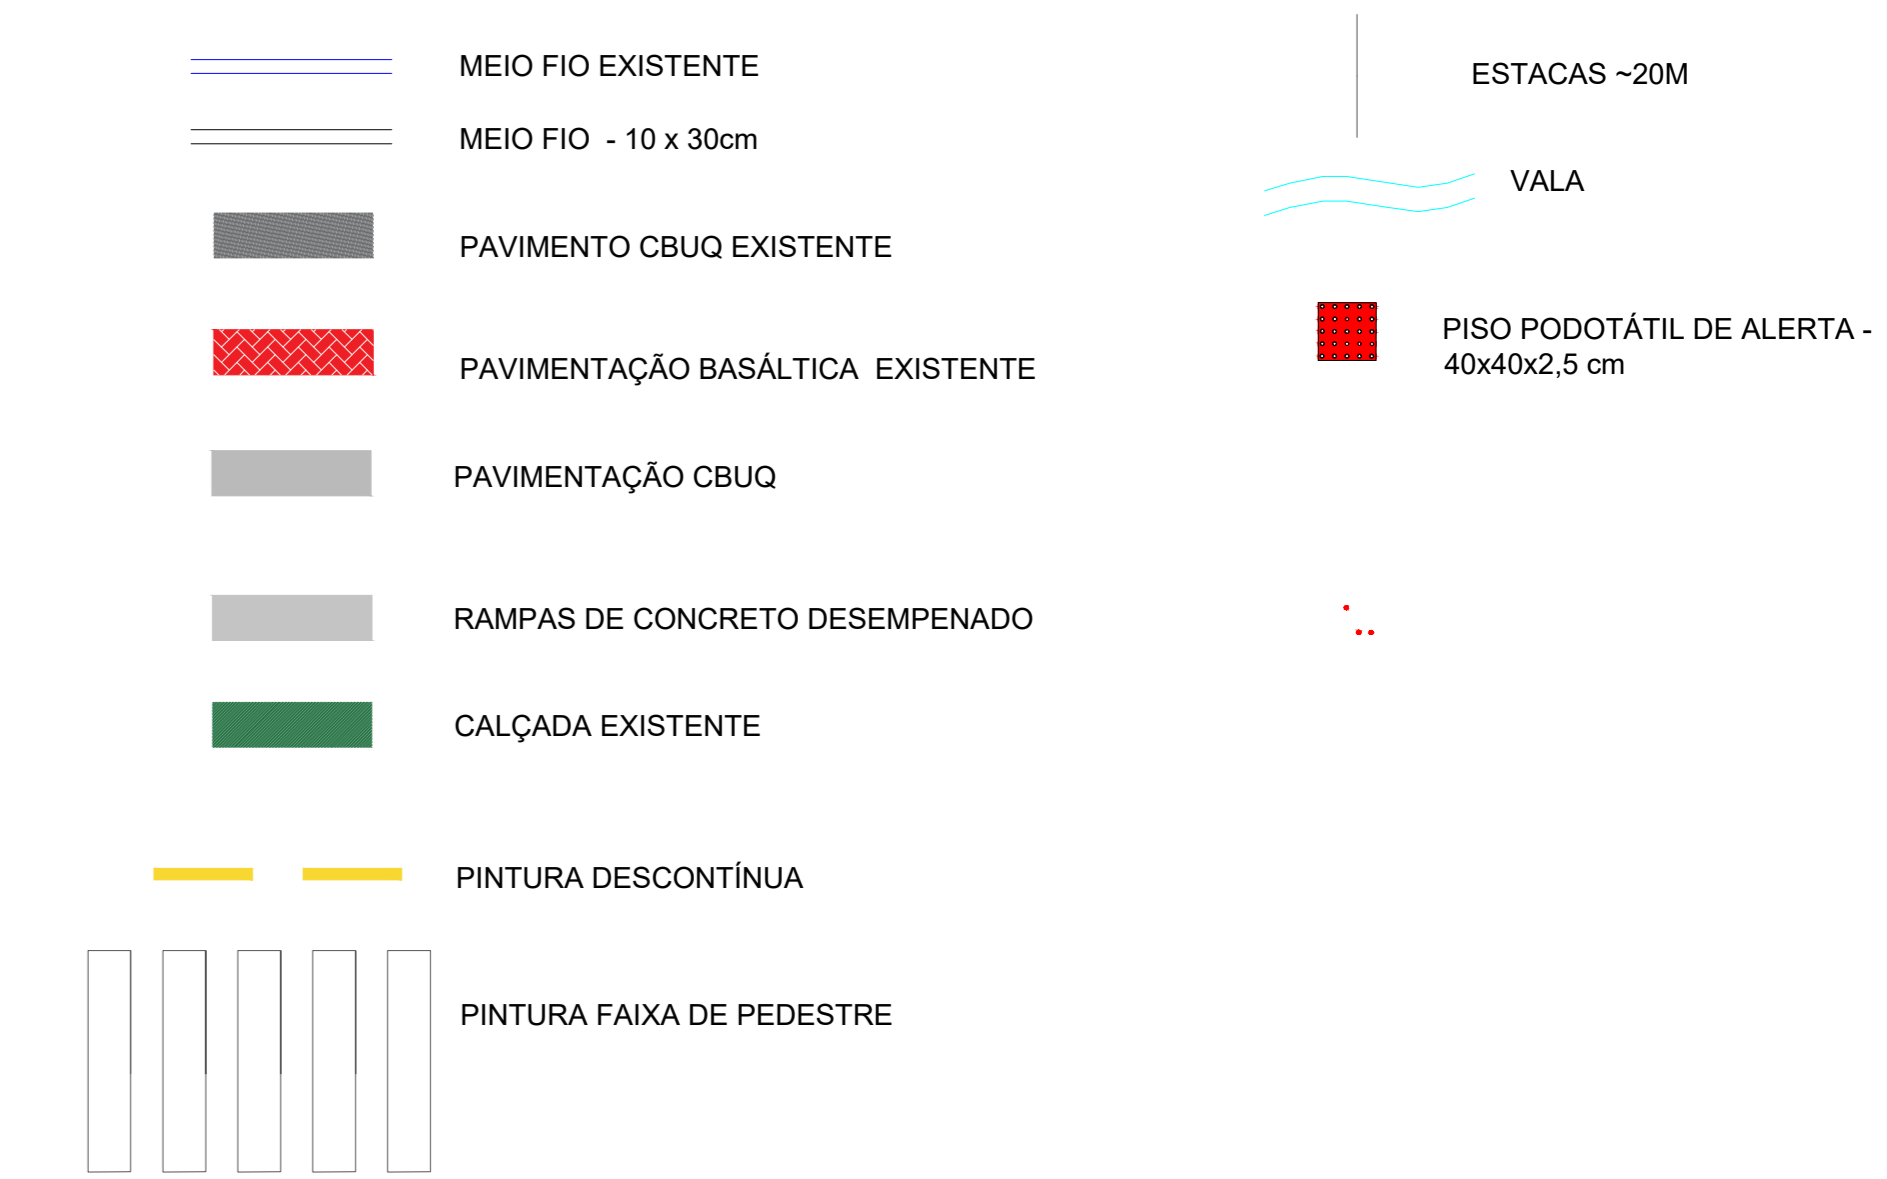 MEIO FIO EXISTENTE
MEIO FIO  - 10 x 30cm
PAVIMENTO CBUQ EXISTENTE
PAVIMENTAÇÃO BASÁLTICA  EXISTENTE
PAVIMENTAÇÃO CBUQ
RAMPAS DE CONCRETO DESEMPENADO
CALÇADA EXISTENTE
PINTURA DESCONTÍNUA
PINTURA FAIXA DE PEDESTRE
ESTACAS ~20M
VALA
PISO PODOTÁTIL DE ALERTA -
40x40x2,5 cm